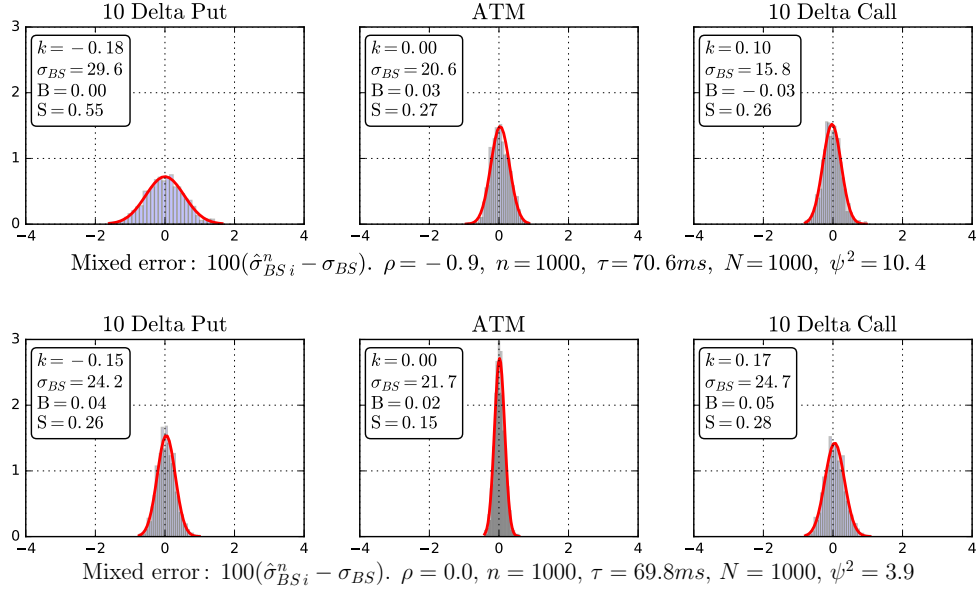 10 Delta Put
ATM
10 Delta Call
3
2
1
0
k = −0.18
σ_BS = 29.6
B = 0.00
S = 0.55
k = 0.00
σ_BS = 20.6
B = 0.03
S = 0.27
k = 0.10
σ_BS = 15.8
B = −0.03
S = 0.26
−4 −2 0 2 4
−4 −2 0 2 4
−4 −2 0 2 4
Mixed error: 100(σ̂ⁿ_{BS i} − σ_BS). ρ = −0.9, n = 1000, τ = 70.6ms, N = 1000, ψ² = 10.4
10 Delta Put
ATM
10 Delta Call
3
2
1
0
k = −0.15
σ_BS = 24.2
B = 0.04
S = 0.26
k = 0.00
σ_BS = 21.7
B = 0.02
S = 0.15
k = 0.17
σ_BS = 24.7
B = 0.05
S = 0.28
−4 −2 0 2 4
−4 −2 0 2 4
−4 −2 0 2 4
Mixed error: 100(σ̂ⁿ_{BS i} − σ_BS). ρ = 0.0, n = 1000, τ = 69.8ms, N = 1000, ψ² = 3.9